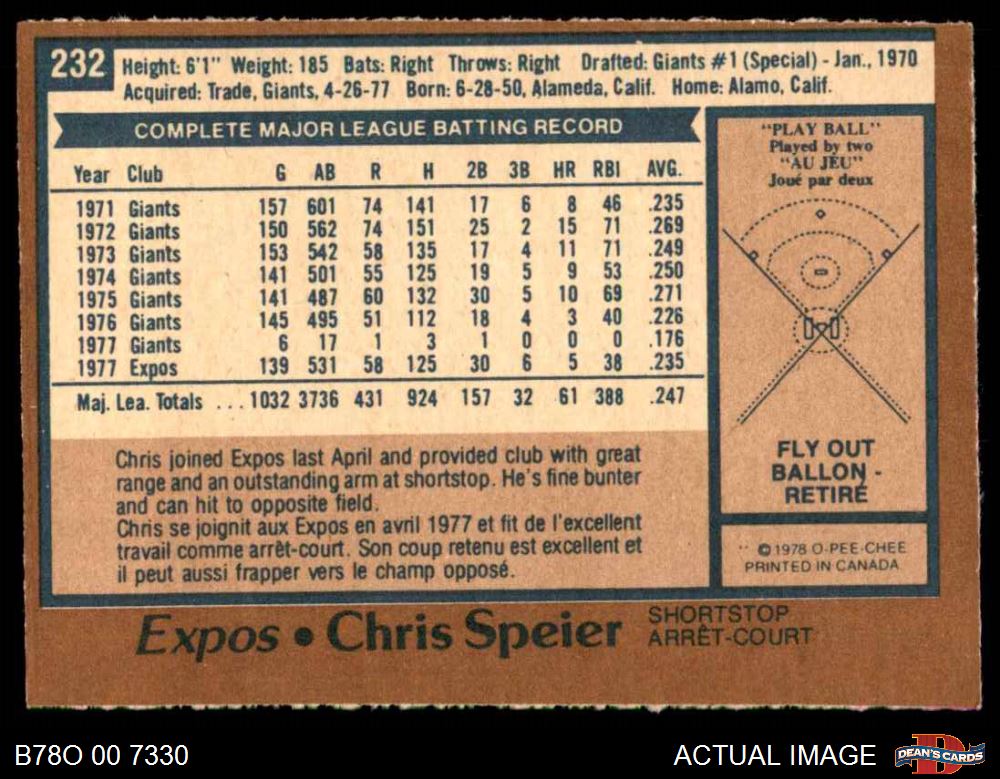 232 Height: 6'1" Weight: 185 Bats: Right Throws: Right Drafted: Giants #1 (Special) - Jan., 1970
Acquired: Trade, Giants, 4-26-77 Born: 6-28-50, Alameda, Calif. Home: Alamo, Calif.
COMPLETE MAJOR LEAGUE BATTING RECORD
Year Club G AB R H 2B 3B HR RBI AVG.
1971 Giants 157 601 74 141 17 6 8 46 .235
1972 Giants 150 562 74 151 25 2 15 71 .269
1973 Giants 153 542 58 135 17 4 11 71 .249
1974 Giants 141 501 55 125 19 5 9 53 .250
1975 Giants 141 487 60 132 30 5 10 69 .271
1976 Giants 145 495 51 112 18 4 3 40 .226
1977 Giants 6 17 1 3 1 0 0 0 .176
1977 Expos 139 531 58 125 30 6 5 38 .235
Maj. Lea. Totals ... 1032 3736 431 924 157 32 61 388 .247
Chris joined Expos last April and provided club with great
range and an outstanding arm at shortstop. He's fine bunter
and can hit to opposite field.
Chris se joignit aux Expos en avril 1977 et fit de l'excellent
travail comme arrêt-court. Son coup retenu est excellent et
il peut aussi frapper vers le champ opposé.
"PLAY BALL"
Played by two
"AU JEU"
Joué par deux
FLY OUT
BALLON -
RETIRÉ
© 1978 O-PEE-CHEE
PRINTED IN CANADA
Expos • Chris Speier
SHORTSTOP
ARRÊT-COURT
B78O 00 7330
ACTUAL IMAGE
DEAN'S CARDS